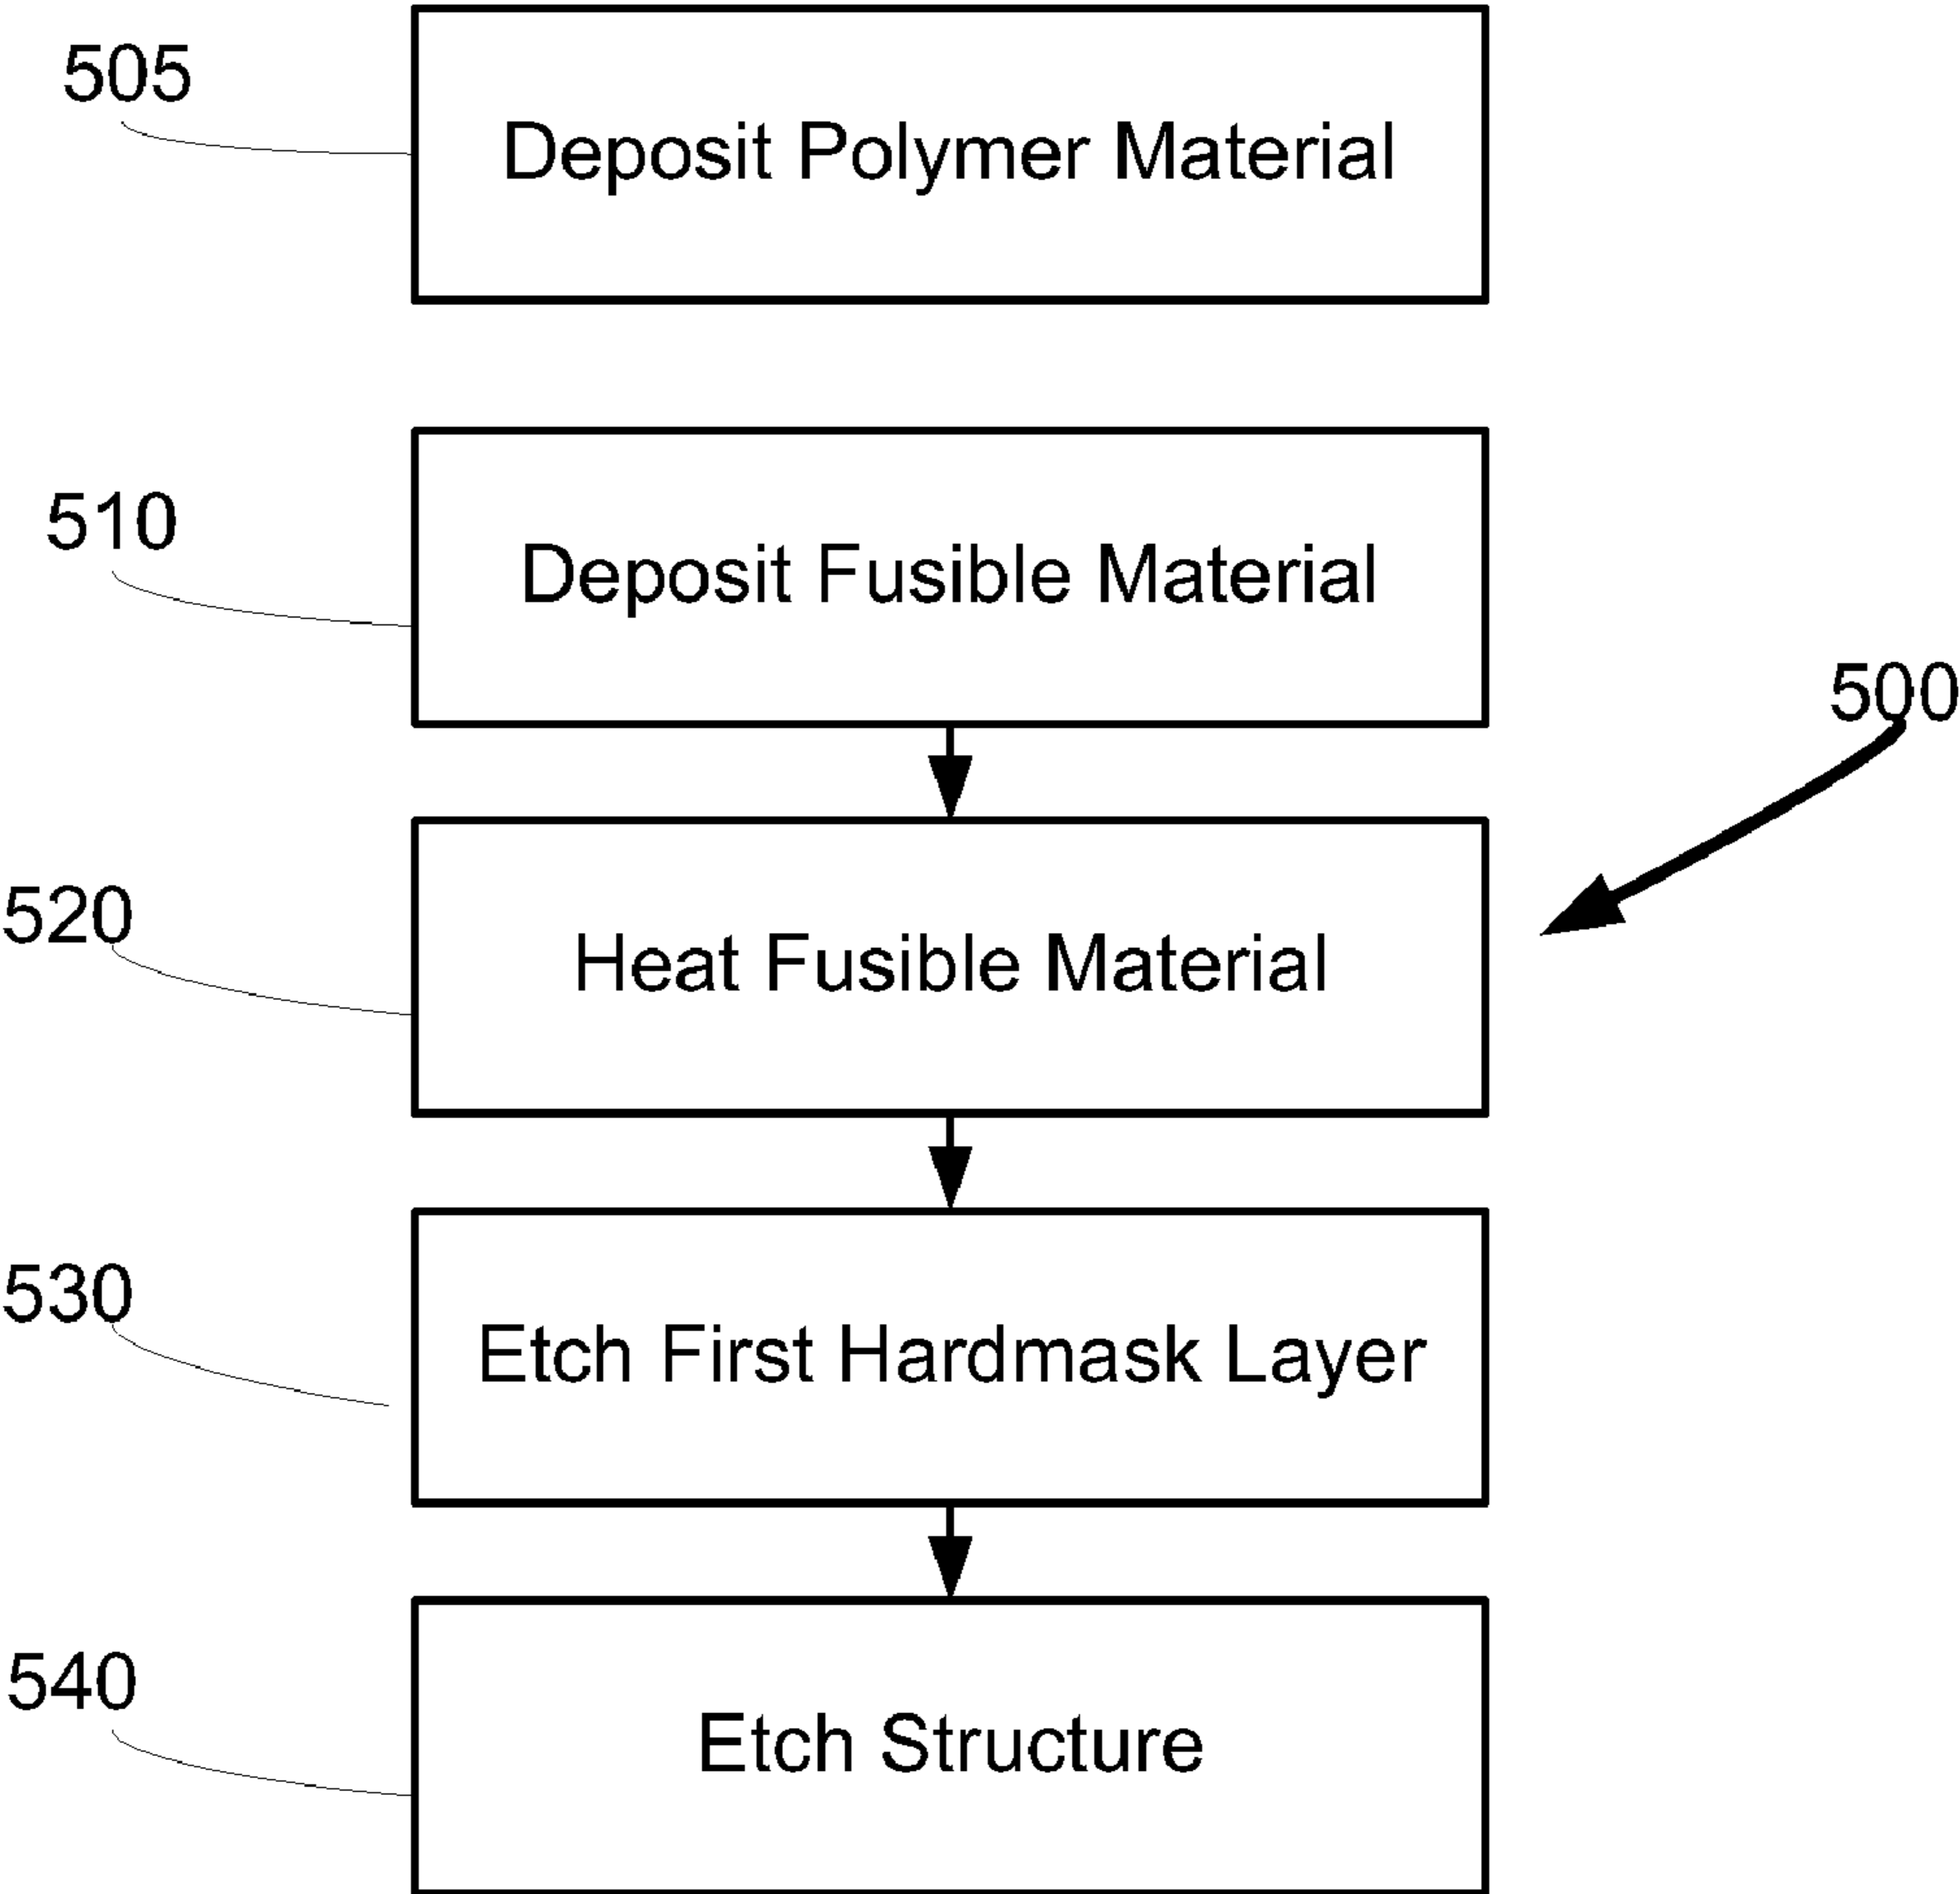 505
Deposit Polymer Material
510
Deposit Fusible Material
500
520
Heat Fusible Material
530
Etch First Hardmask Layer
540
Etch Structure